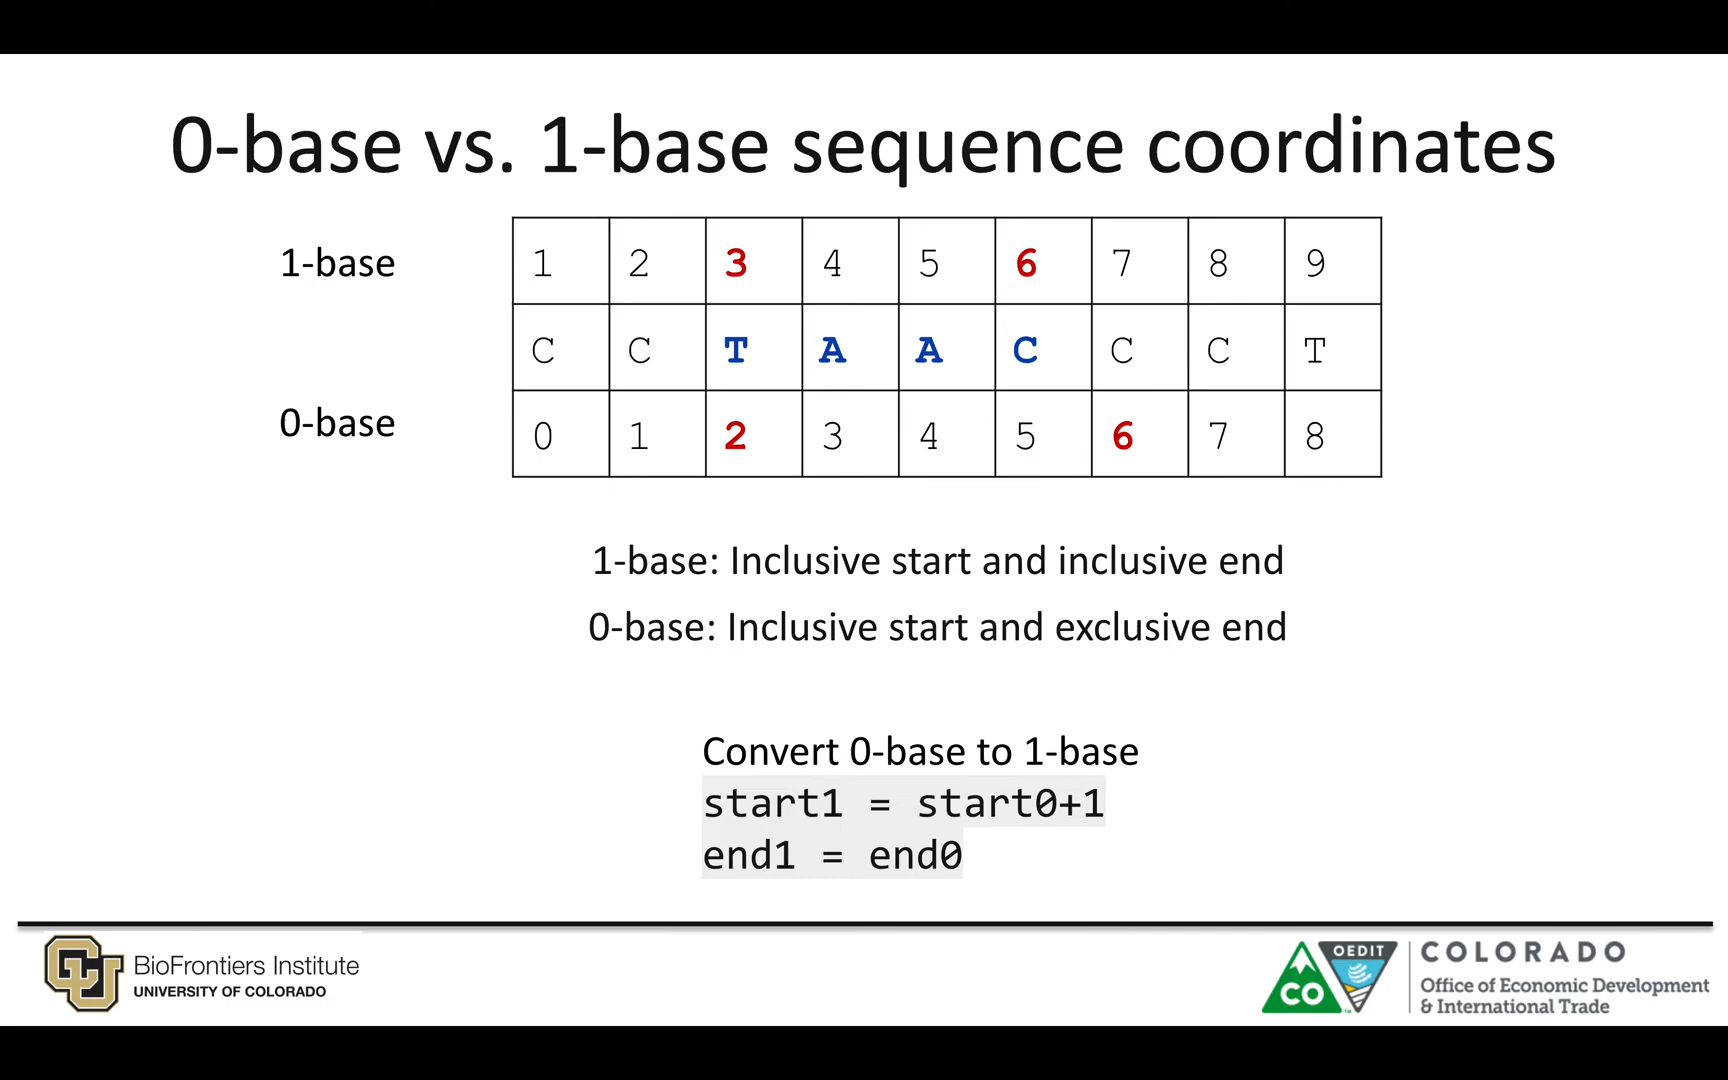 0-base vs. 1-base sequence coordinates
1-base 1 2 3 4 5 6 7 8 9
C C T A A C C C T
0-base 0 1 2 3 4 5 6 7 8
1-base: Inclusive start and inclusive end
0-base: Inclusive start and exclusive end
Convert 0-base to 1-base
start1 = start0+1
end1 = end0
CU
BioFrontiers Institute
UNIVERSITY OF COLORADO
CO
TM
OEDIT
COLORADO
Office of Economic Development
& International Trade